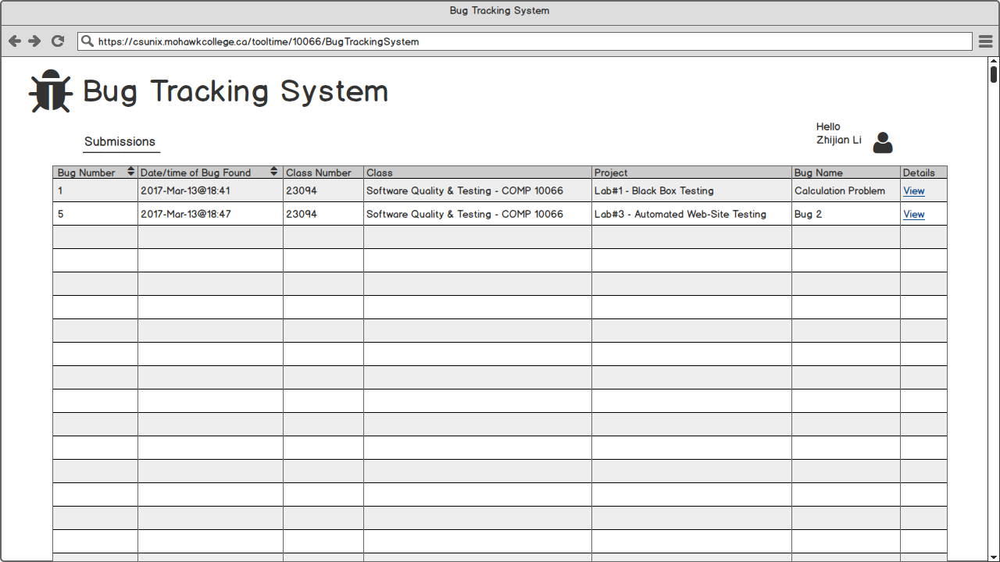 Bug Tracking System
https://csunix.mohawkcollege.ca/tooltime/10066/BugTrackingSystem
Bug Tracking System
Hello
Submissions Zhijian Li
Bug Number Date/time of Bug Found Class Number Class Project Bug Name Details
1 2017-Mar-13@18:41 23094 Software Quality & Testing - COMP 10066 Lab#1 - Black Box Testing Calculation Problem View
5 2017-Mar-13@18:47 23094 Software Quality & Testing - COMP 10066 Lab#3 - Automated Web-Site Testing Bug 2 View